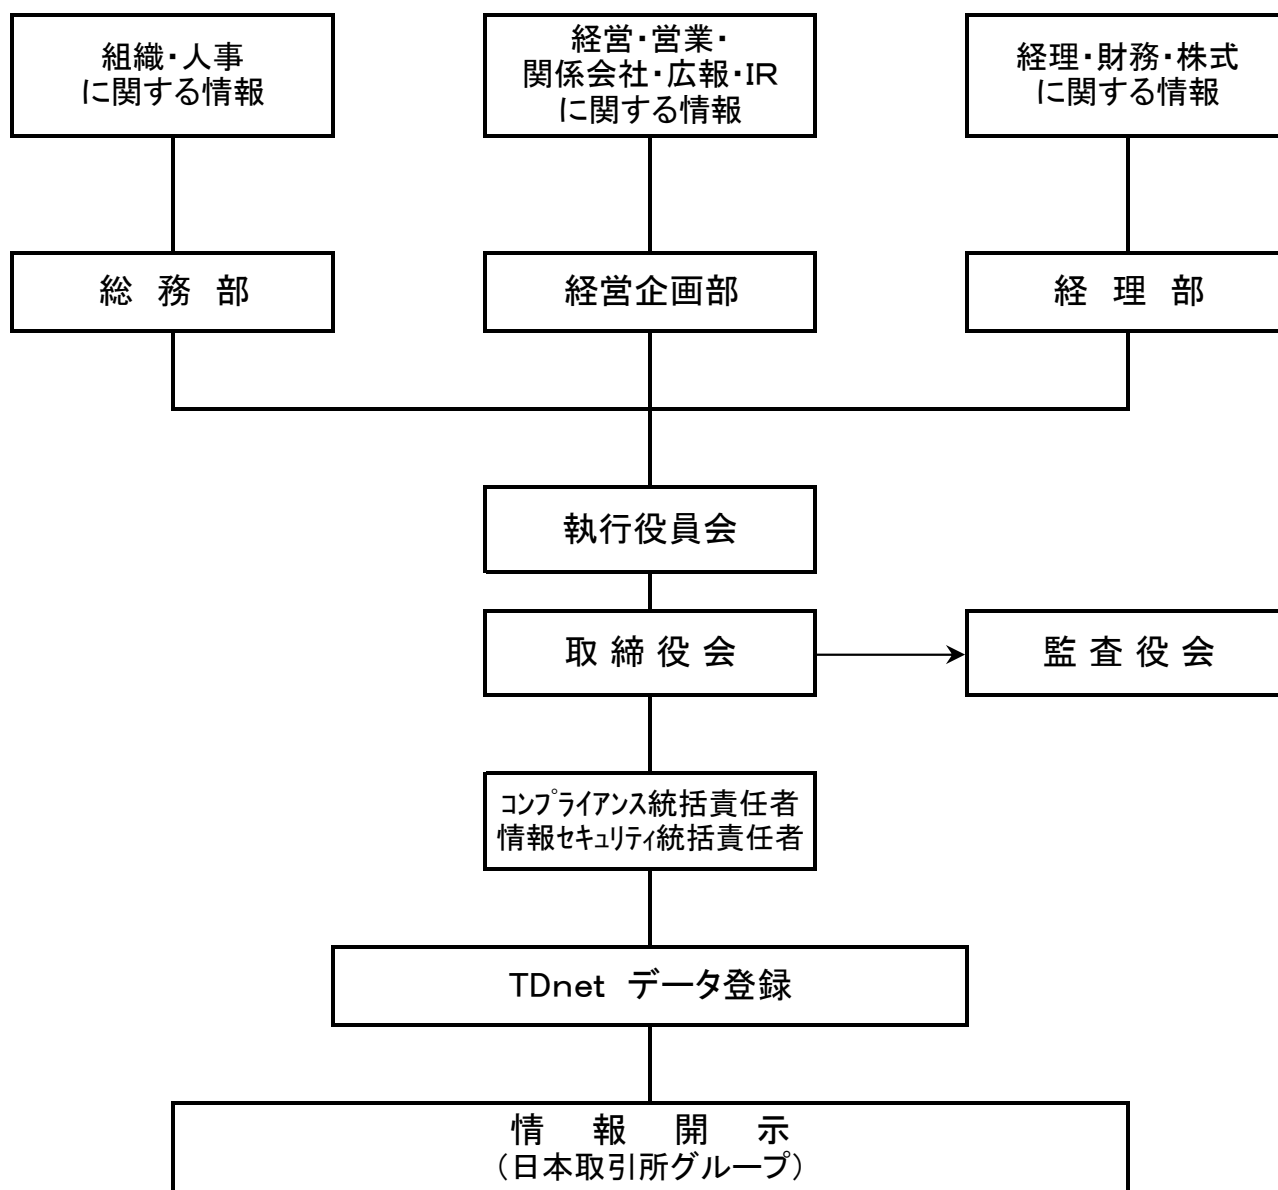 組織・人事
に関する情報
経営・営業・
関係会社・広報・IR
に関する情報
経理・財務・株式
に関する情報
総 務 部
経営企画部
経 理 部
執行役員会
取 締 役 会
監 査 役 会
コンプライアンス統括責任者
情報セキュリティ統括責任者
TDnet データ登録
情 報 開 示
(日本取引所グループ)